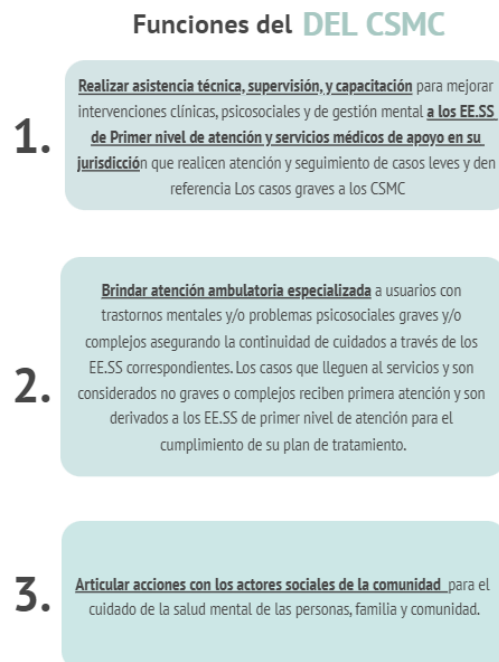 Funciones del DEL CSMC
1.
Realizar asistencia técnica, supervisión, y capacitación para mejorar
intervenciones clínicas, psicosociales y de gestión mental a los EE.SS
de Primer nivel de atención y servicios médicos de apoyo en su
jurisdicción que realicen atención y seguimiento de casos leves y den
referencia Los casos graves a los CSMC
2.
Brindar atención ambulatoria especializada a usuarios con
trastornos mentales y/o problemas psicosociales graves y/o
complejos asegurando la continuidad de cuidados a través de los
EE.SS correspondientes. Los casos que lleguen al servicios y son
considerados no graves o complejos reciben primera atención y son
derivados a los EE.SS de primer nivel de atención para el
cumplimiento de su plan de tratamiento.
3.
Articular acciones con los actores sociales de la comunidad para el
cuidado de la salud mental de las personas, familia y comunidad.